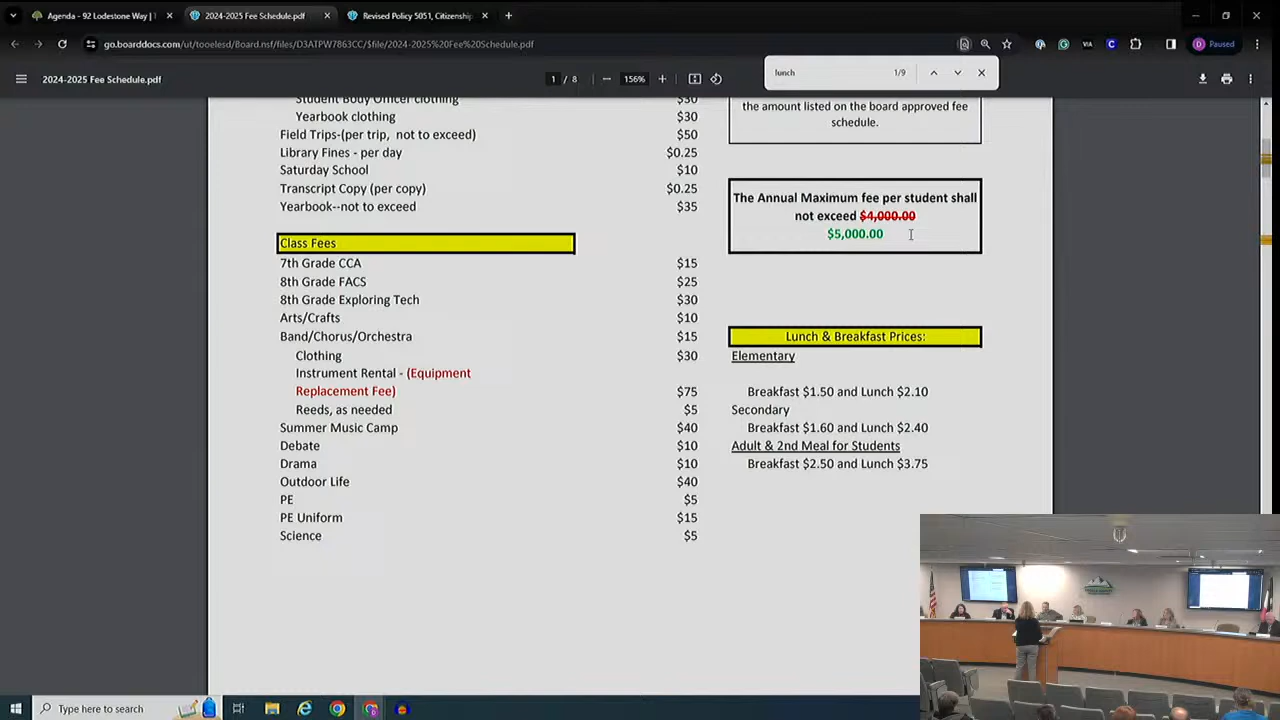 Agenda - 92 Lodestone Way |
2024-2025 Fee Schedule.pdf
Revised Policy 5051, Citizenship
go.boarddocs.com/ut/tooelesd/Board.nsf/files/D3ATPW7863CC/$file/2024-2025%20Fee%20Schedule.pdf
Paused
2024-2025 Fee Schedule.pdf
1 / 8
156%
lunch
1/9
Student Body Officer clothing $30
Yearbook clothing $30
Field Trips-(per trip, not to exceed) $50
Library Fines - per day $0.25
Saturday School $10
Transcript Copy (per copy) $0.25
Yearbook--not to exceed $35
Class Fees
7th Grade CCA $15
8th Grade FACS $25
8th Grade Exploring Tech $30
Arts/Crafts $10
Band/Chorus/Orchestra $15
Clothing $30
Instrument Rental - (Equipment
Replacement Fee) $75
Reeds, as needed $5
Summer Music Camp $40
Debate $10
Drama $10
Outdoor Life $40
PE $5
PE Uniform $15
Science $5
the amount listed on the board approved fee
schedule.
The Annual Maximum fee per student shall
not exceed $4,000.00
$5,000.00
Lunch & Breakfast Prices:
Elementary
Breakfast $1.50 and Lunch $2.10
Secondary
Breakfast $1.60 and Lunch $2.40
Adult & 2nd Meal for Students
Breakfast $2.50 and Lunch $3.75
Type here to search